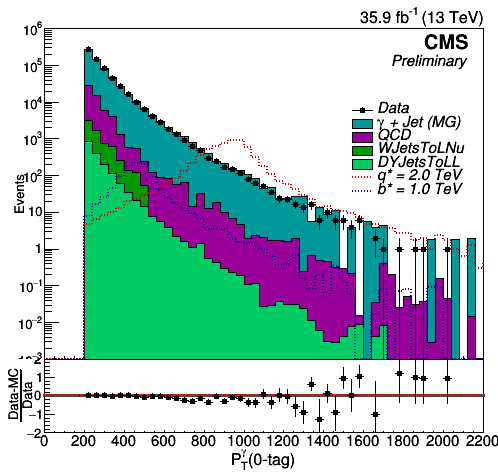 35.9 fb⁻¹ (13 TeV)
CMS
Preliminary
Data
γ + Jet (MG)
QCD
WJetsToLNu
DYJetsToLL
q* = 2.0 TeV
b* = 1.0 TeV
Events
10⁶
10⁵
10⁴
10³
10²
10
1
10⁻¹
10⁻²
Data-MC
Data
2
1
0
−1
−2
0 200 400 600 800 1000 1200 1400 1600 1800 2000 2200
P_T^γ(0-tag)